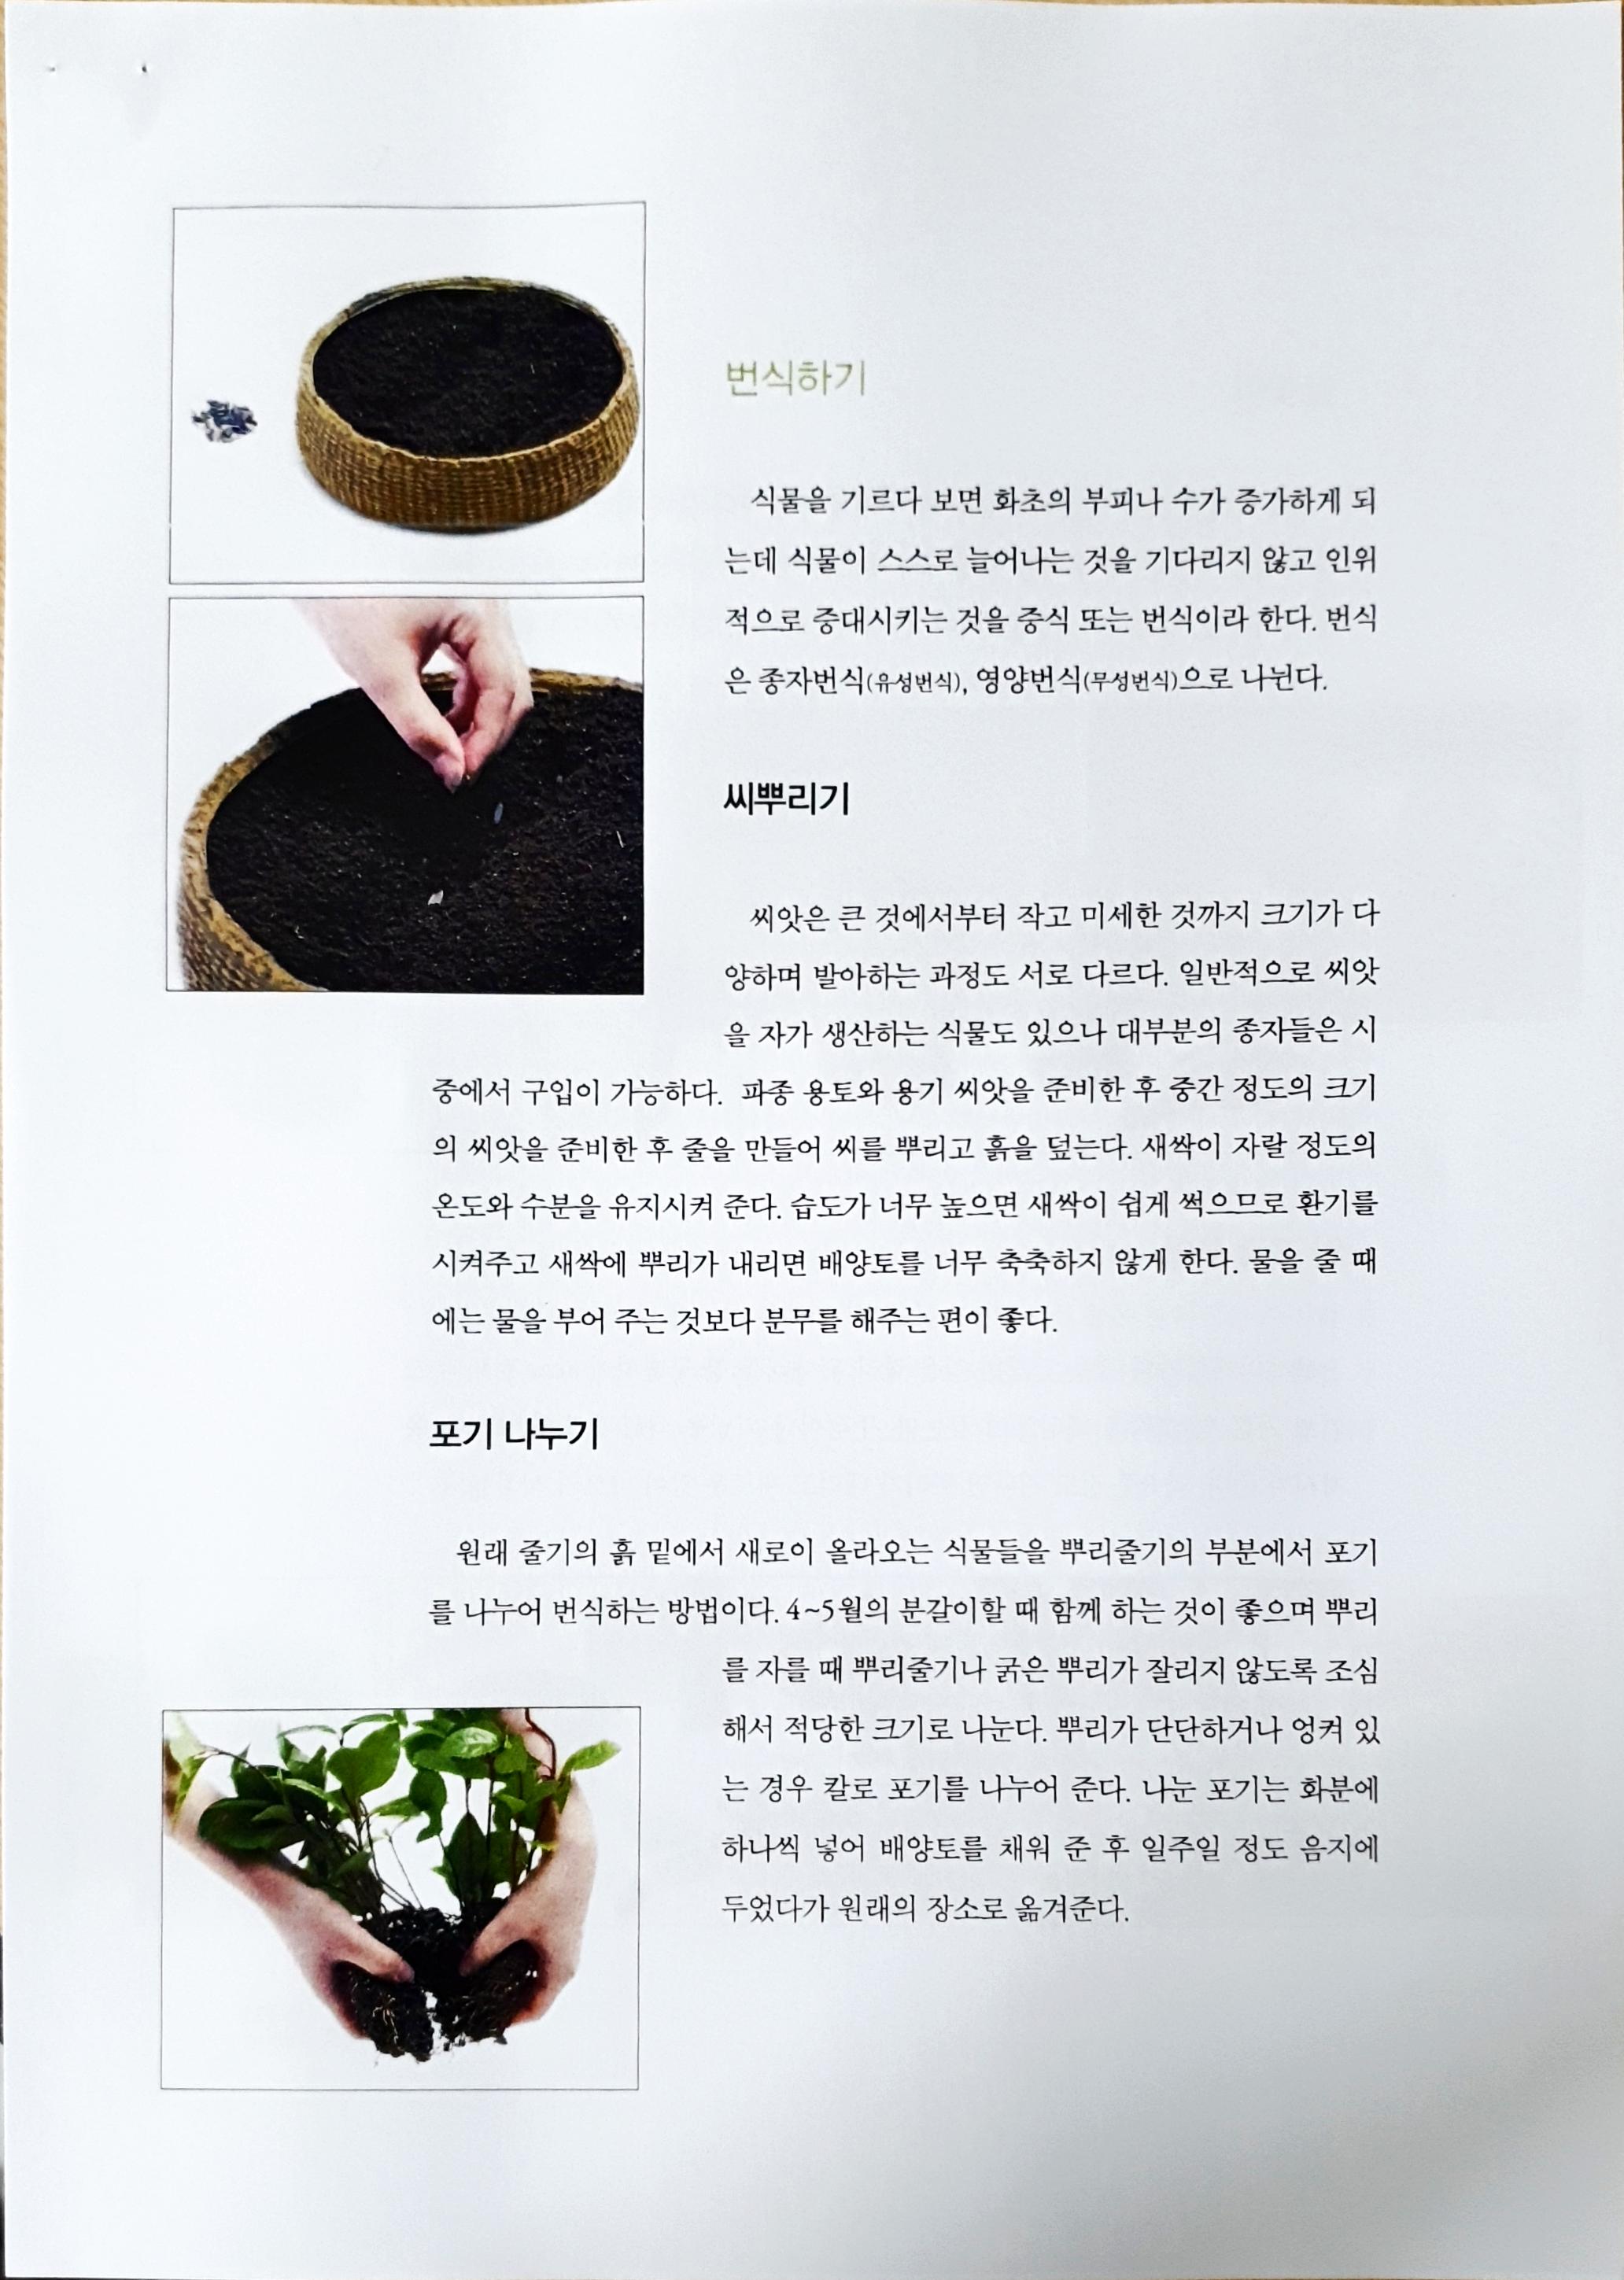 번식하기
식물을 기르다 보면 화초의 부피나 수가 증가하게 되
는데 식물이 스스로 늘어나는 것을 기다리지 않고 인위
적으로 증대시키는 것을 증식 또는 번식이라 한다. 번식
은 종자번식(유성번식), 영양번식(무성번식)으로 나뉜다.
씨뿌리기
씨앗은 큰 것에서부터 작고 미세한 것까지 크기가 다
양하며 발아하는 과정도 서로 다르다. 일반적으로 씨앗
을 자가 생산하는 식물도 있으나 대부분의 종자들은 시
중에서 구입이 가능하다. 파종 용토와 용기 씨앗을 준비한 후 중간 정도의 크기
의 씨앗을 준비한 후 줄을 만들어 씨를 뿌리고 흙을 덮는다. 새싹이 자랄 정도의
온도와 수분을 유지시켜 준다. 습도가 너무 높으면 새싹이 쉽게 썩으므로 환기를
시켜주고 새싹에 뿌리가 내리면 배양토를 너무 축축하지 않게 한다. 물을 줄 때
에는 물을 부어 주는 것보다 분무를 해주는 편이 좋다.
포기 나누기
원래 줄기의 흙 밑에서 새로이 올라오는 식물들을 뿌리줄기의 부분에서 포기
를 나누어 번식하는 방법이다. 4~5월의 분갈이할 때 함께 하는 것이 좋으며 뿌리
를 자를 때 뿌리줄기나 굵은 뿌리가 잘리지 않도록 조심
해서 적당한 크기로 나눈다. 뿌리가 단단하거나 엉켜 있
는 경우 칼로 포기를 나누어 준다. 나눈 포기는 화분에
하나씩 넣어 배양토를 채워 준 후 일주일 정도 음지에
두었다가 원래의 장소로 옮겨준다.